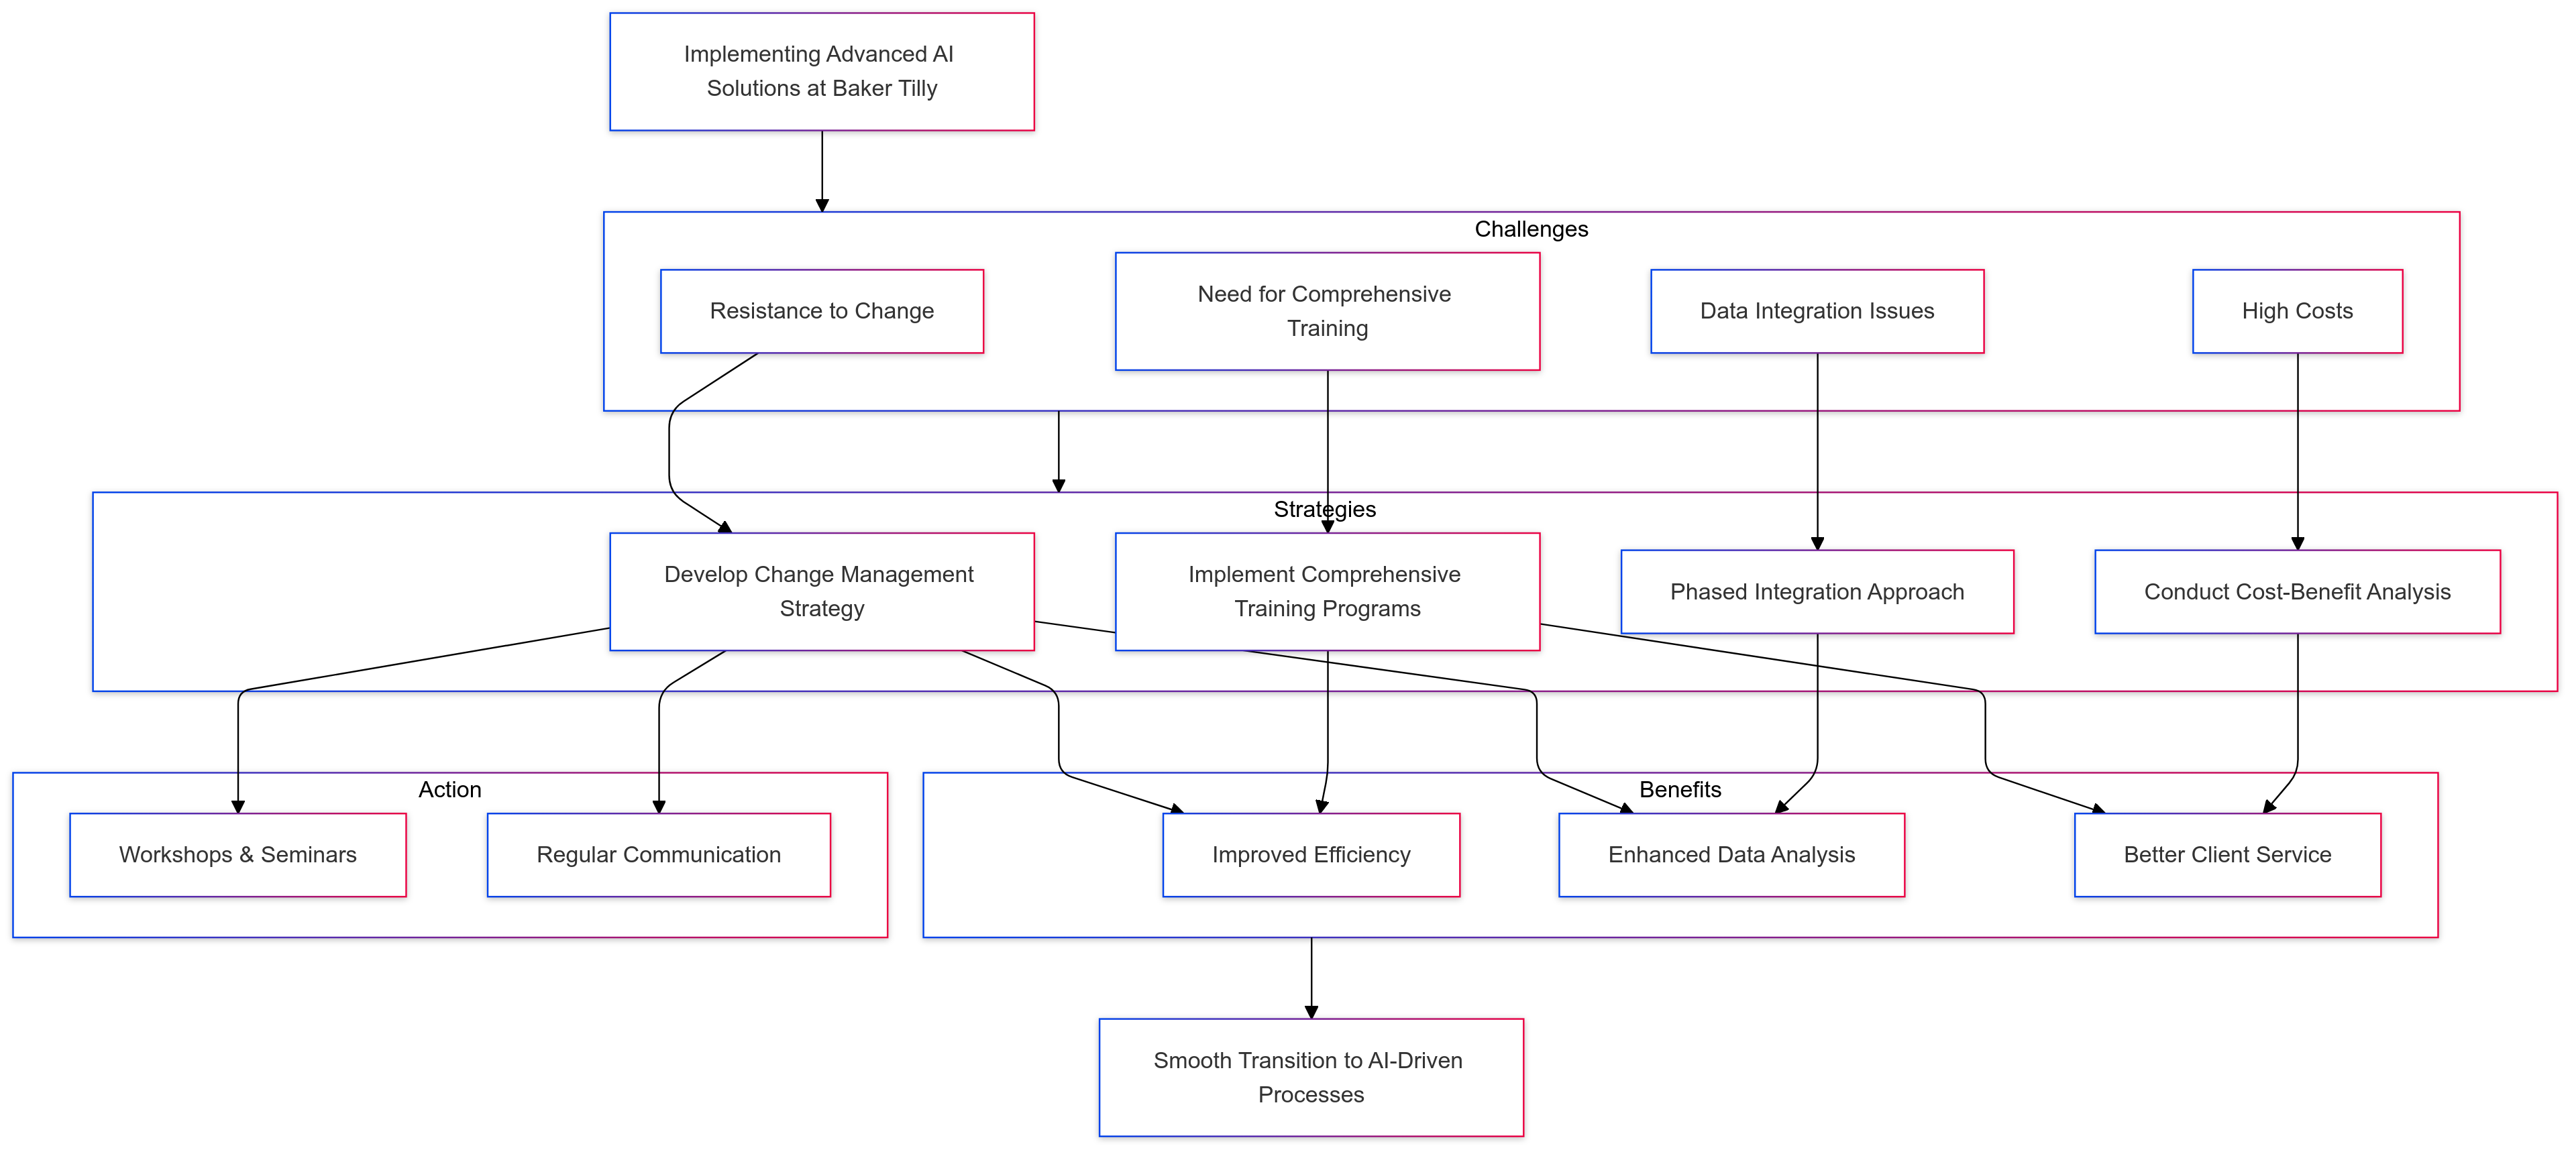 Implementing Advanced AI
Solutions at Baker Tilly
Challenges
Resistance to Change
Need for Comprehensive
Training
Data Integration Issues
High Costs
Strategies
Develop Change Management
Strategy
Implement Comprehensive
Training Programs
Phased Integration Approach
Conduct Cost-Benefit Analysis
Action
Workshops & Seminars
Regular Communication
Benefits
Improved Efficiency
Enhanced Data Analysis
Better Client Service
Smooth Transition to AI-Driven
Processes